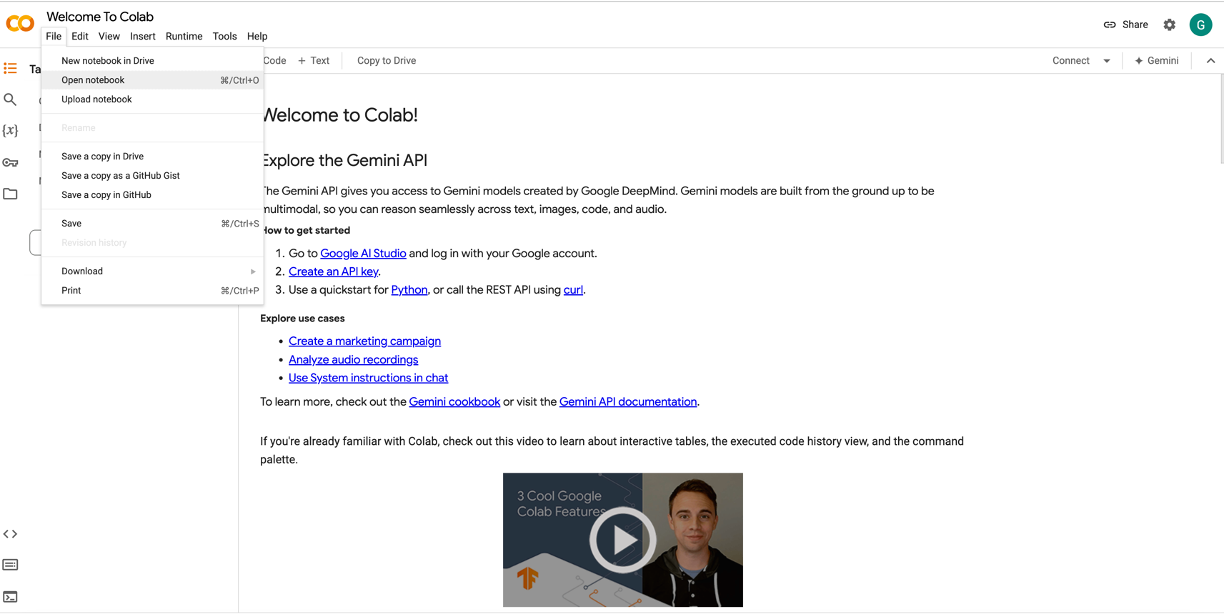 Welcome To Colab
File Edit View Insert Runtime Tools Help
Share
G
New notebook in Drive
Open notebook ⌘/Ctrl+O
Upload notebook
Rename
Save a copy in Drive
Save a copy as a GitHub Gist
Save a copy in GitHub
Save ⌘/Ctrl+S
Revision history
Download
Print ⌘/Ctrl+P
Ta
{x}
Code + Text Copy to Drive
Connect Gemini
Welcome to Colab!
Explore the Gemini API
The Gemini API gives you access to Gemini models created by Google DeepMind. Gemini models are built from the ground up to be
multimodal, so you can reason seamlessly across text, images, code, and audio.
How to get started
1. Go to Google AI Studio and log in with your Google account.
2. Create an API key.
3. Use a quickstart for Python, or call the REST API using curl.
Explore use cases
• Create a marketing campaign
• Analyze audio recordings
• Use System instructions in chat
To learn more, check out the Gemini cookbook or visit the Gemini API documentation.
If you're already familiar with Colab, check out this video to learn about interactive tables, the executed code history view, and the command
palette.
3 Cool Google
Colab Features